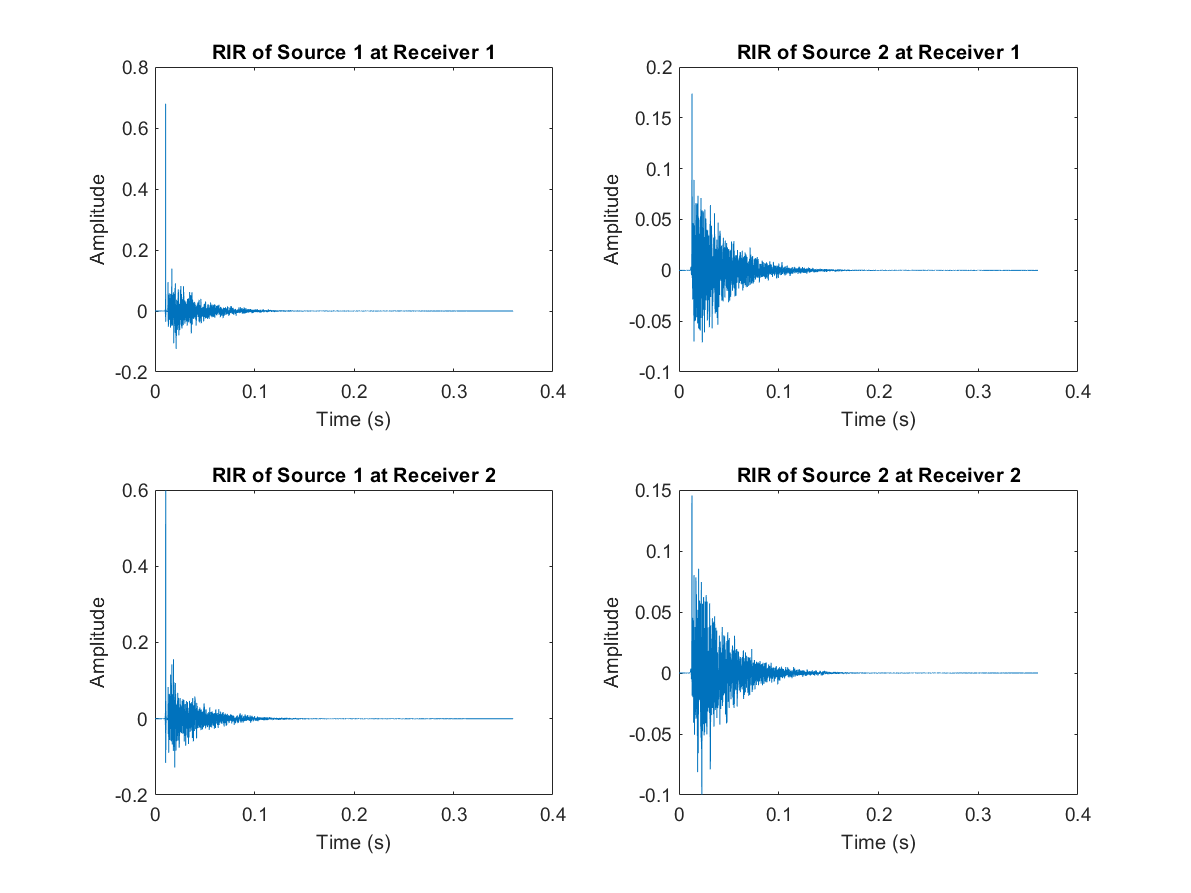 RIR of Source 1 at Receiver 1
0.8
0.6
0.4
0.2
0
-0.2
Amplitude
0 0.1 0.2 0.3 0.4
Time (s)
RIR of Source 2 at Receiver 1
0.2
0.15
0.1
0.05
0
-0.05
-0.1
Amplitude
0 0.1 0.2 0.3 0.4
Time (s)
RIR of Source 1 at Receiver 2
0.6
0.4
0.2
0
-0.2
Amplitude
0 0.1 0.2 0.3 0.4
Time (s)
RIR of Source 2 at Receiver 2
0.15
0.1
0.05
0
-0.05
-0.1
Amplitude
0 0.1 0.2 0.3 0.4
Time (s)